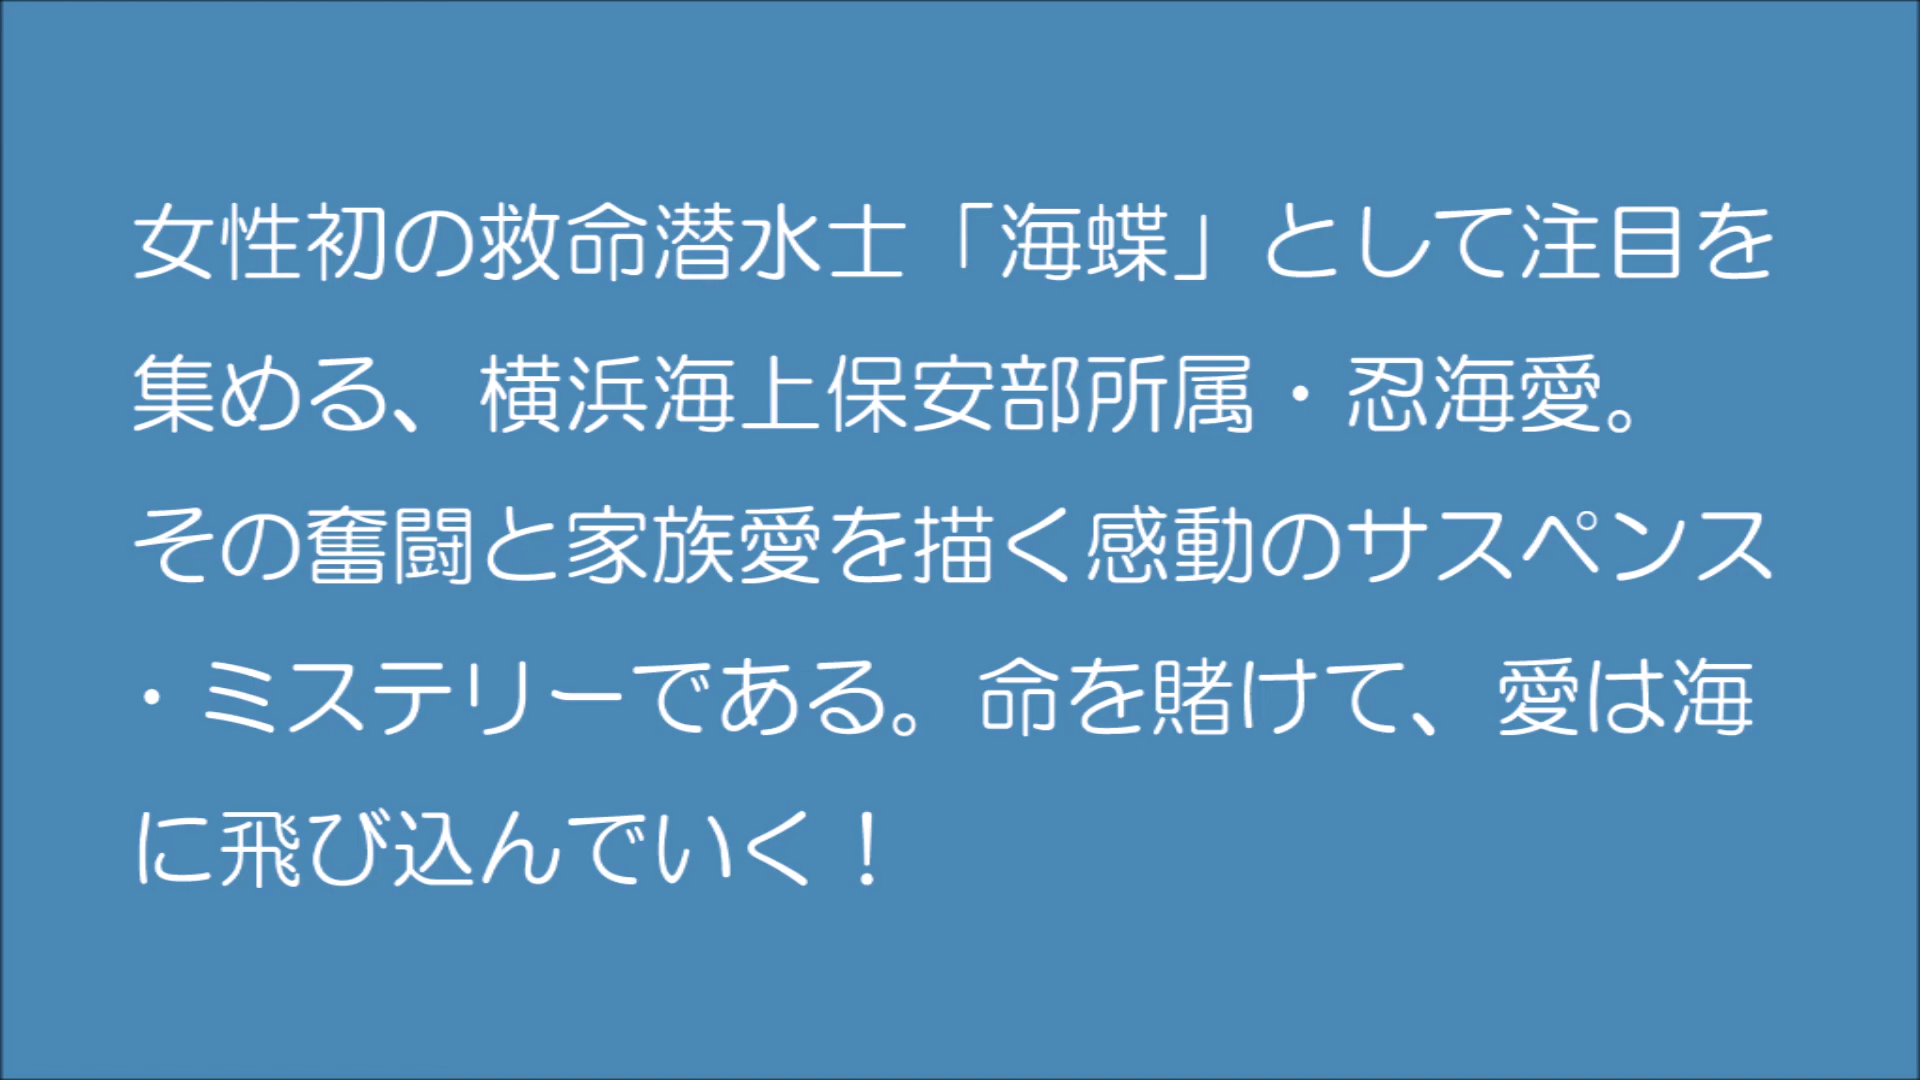 女性初の救命潜水士「海蝶」として注目を
集める、横浜海上保安部所属・忍海愛。
その奮闘と家族愛を描く感動のサスペンス
・ミステリーである。命を賭けて、愛は海
に飛び込んでいく！